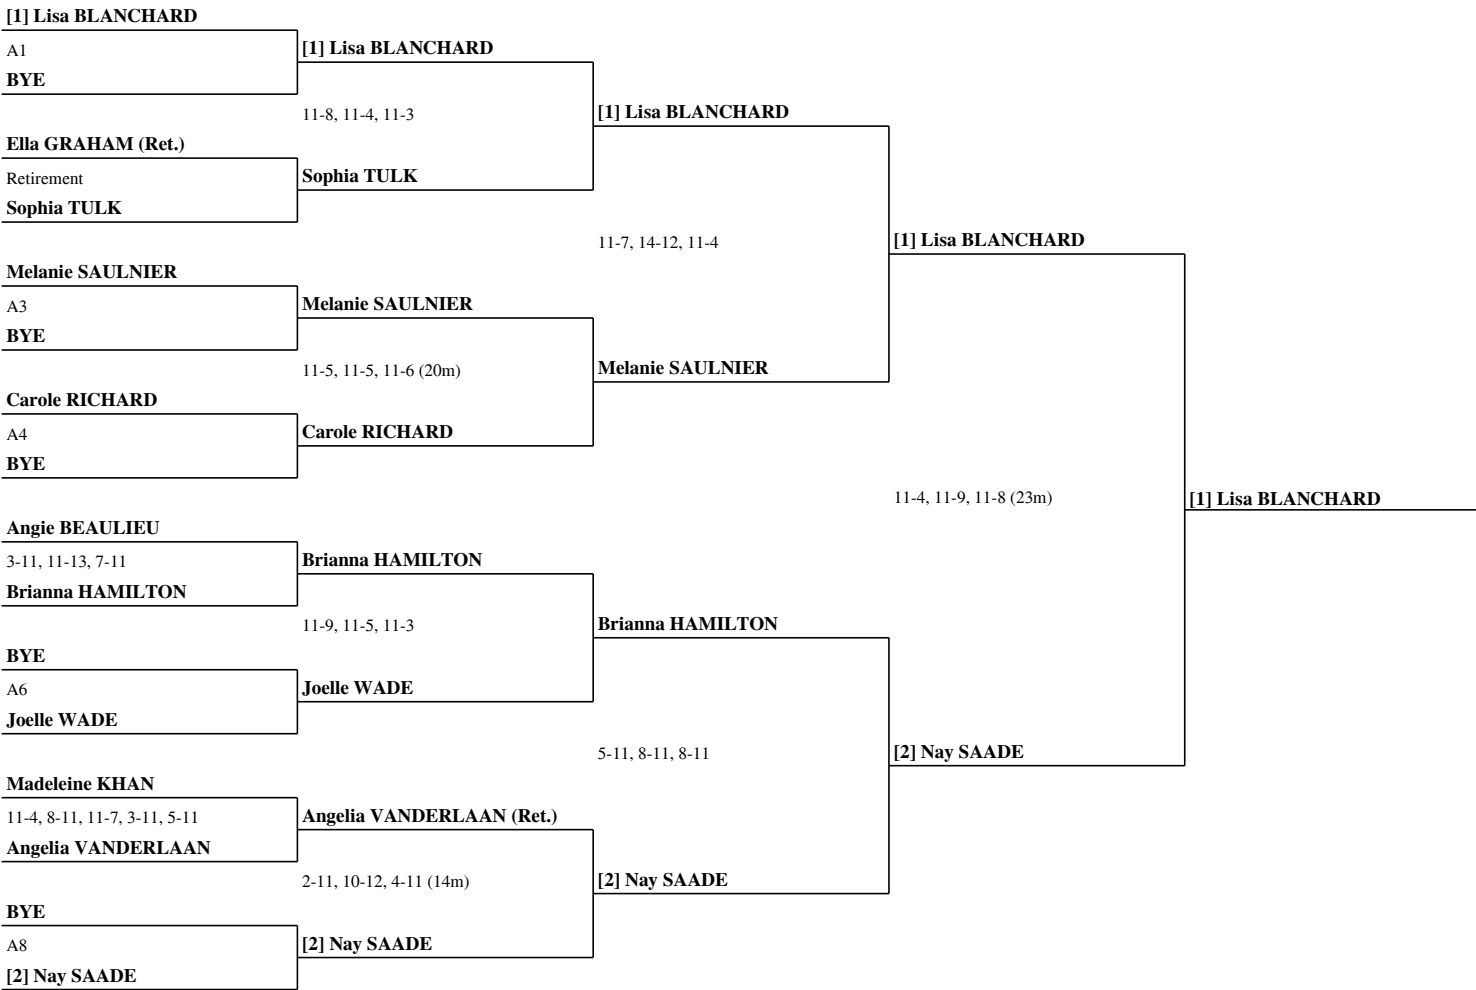 [1] Lisa BLANCHARD
A1
BYE
Ella GRAHAM (Ret.)
Retirement
Sophia TULK
Melanie SAULNIER
A3
BYE
Carole RICHARD
A4
BYE
Angie BEAULIEU
3-11, 11-13, 7-11
Brianna HAMILTON
BYE
A6
Joelle WADE
Madeleine KHAN
11-4, 8-11, 11-7, 3-11, 5-11
Angelia VANDERLAAN
BYE
A8
[2] Nay SAADE
[1] Lisa BLANCHARD
11-8, 11-4, 11-3
Sophia TULK
Melanie SAULNIER
11-5, 11-5, 11-6 (20m)
Carole RICHARD
Brianna HAMILTON
11-9, 11-5, 11-3
Joelle WADE
Angelia VANDERLAAN (Ret.)
2-11, 10-12, 4-11 (14m)
[2] Nay SAADE
[1] Lisa BLANCHARD
11-7, 14-12, 11-4
Melanie SAULNIER
Brianna HAMILTON
5-11, 8-11, 8-11
[2] Nay SAADE
[1] Lisa BLANCHARD
11-4, 11-9, 11-8 (23m)
[2] Nay SAADE
[1] Lisa BLANCHARD